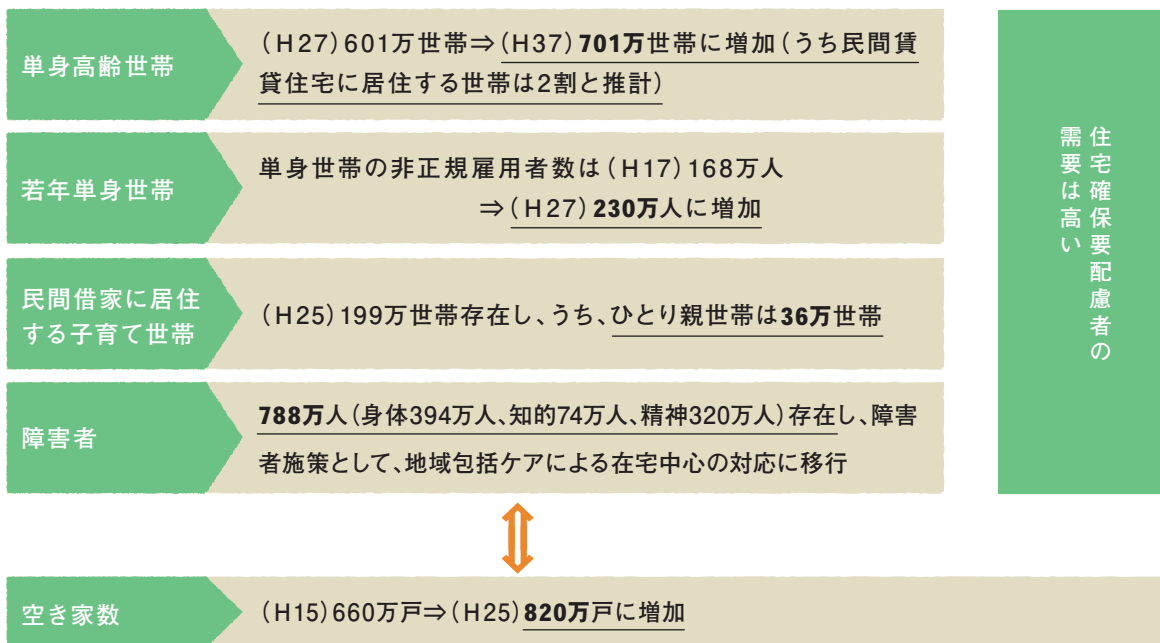 単身高齢世帯
(H27)601万世帯⇒(H37)701万世帯に増加(うち民間賃
貸住宅に居住する世帯は2割と推計)
若年単身世帯
単身世帯の非正規雇用者数は(H17)168万人
⇒(H27)230万人に増加
民間借家に居住
する子育て世帯
(H25)199万世帯存在し、うち、ひとり親世帯は36万世帯
障害者
788万人(身体394万人、知的74万人、精神320万人)存在し、障害
者施策として、地域包括ケアによる在宅中心の対応に移行
住宅確保要配慮者の
需要は高い
空き家数
(H15)660万戸⇒(H25)820万戸に増加